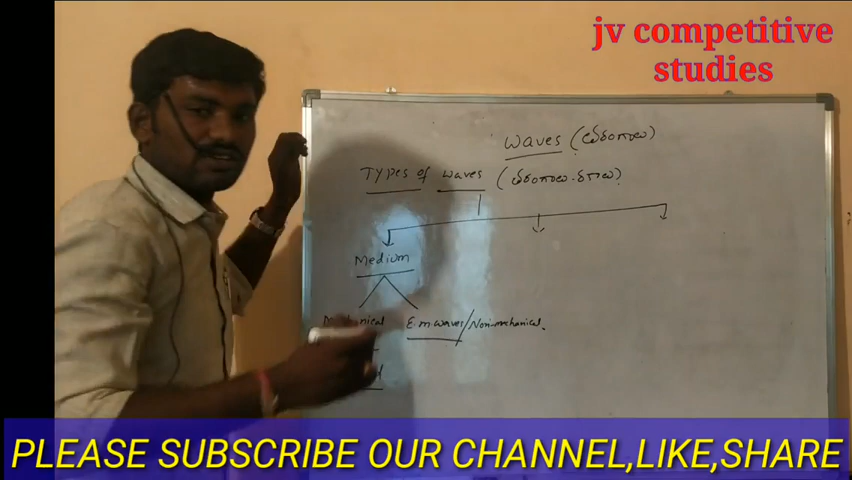 jv competitive
studies
Waves (తరంగాలు)
Types of waves (తరంగాలు-రకాలు)
Medium
Mechanical E.m waves/Non-mechanical.
PLEASE SUBSCRIBE OUR CHANNEL,LIKE,SHARE